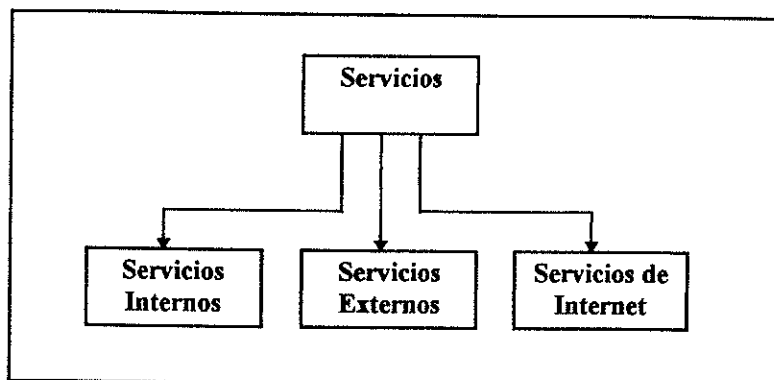 Servicios
Servicios
Internos
Servicios
Externos
Servicios de
Internet